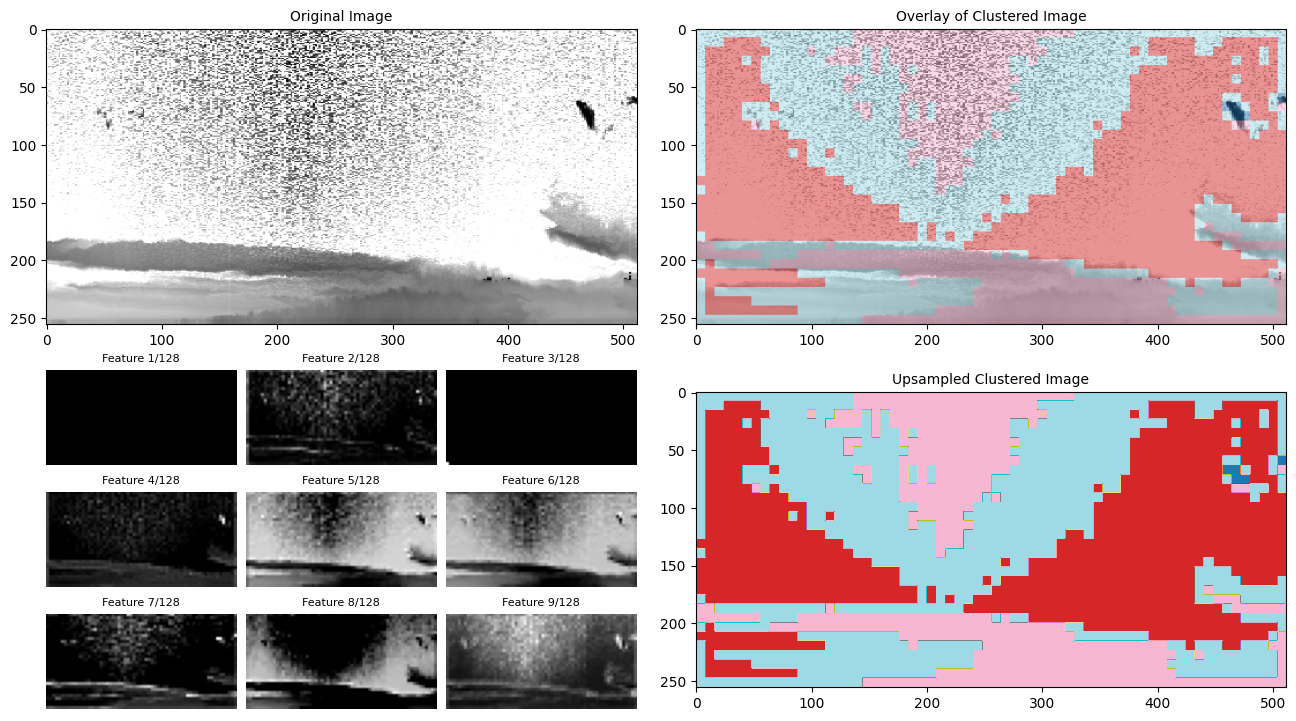 Original Image
0
50
100
150
200
250
0 100 200 300 400 500
Overlay of Clustered Image
0
50
100
150
200
250
0 100 200 300 400 500
Feature 1/128 Feature 2/128 Feature 3/128
Feature 4/128 Feature 5/128 Feature 6/128
Feature 7/128 Feature 8/128 Feature 9/128
Upsampled Clustered Image
0
50
100
150
200
250
0 100 200 300 400 500